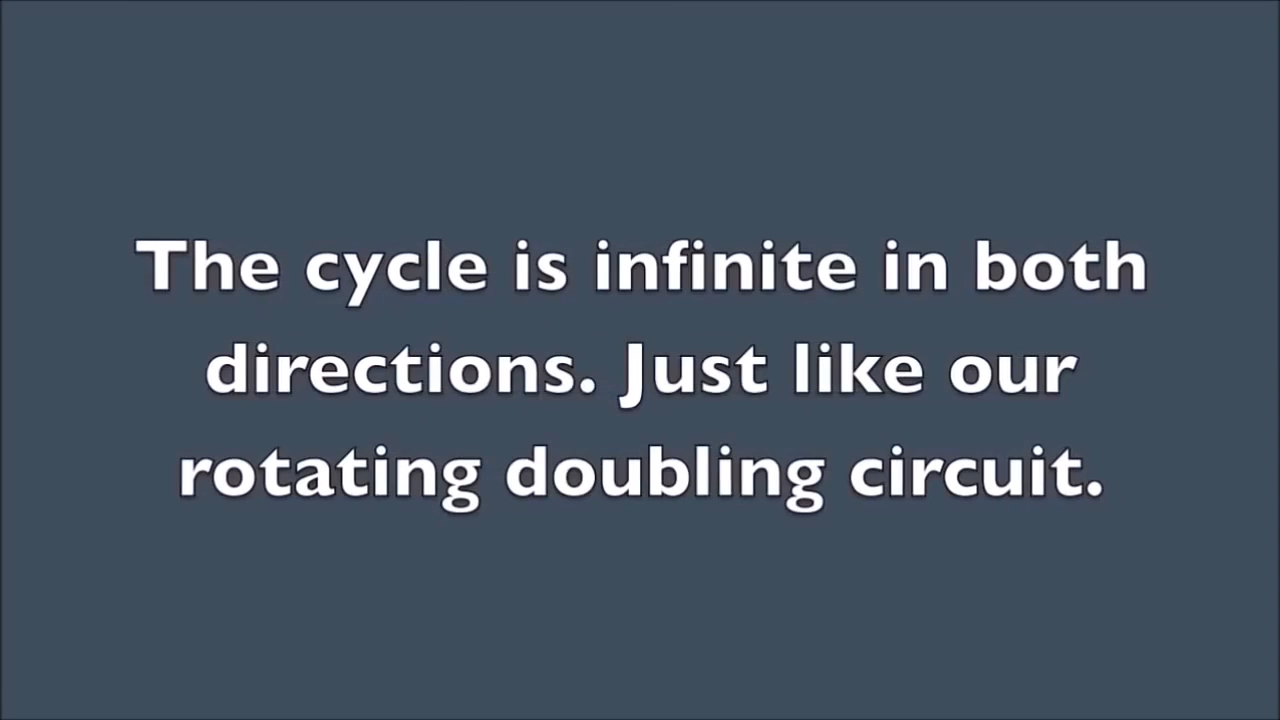 The cycle is infinite in both
directions. Just like our
rotating doubling circuit.